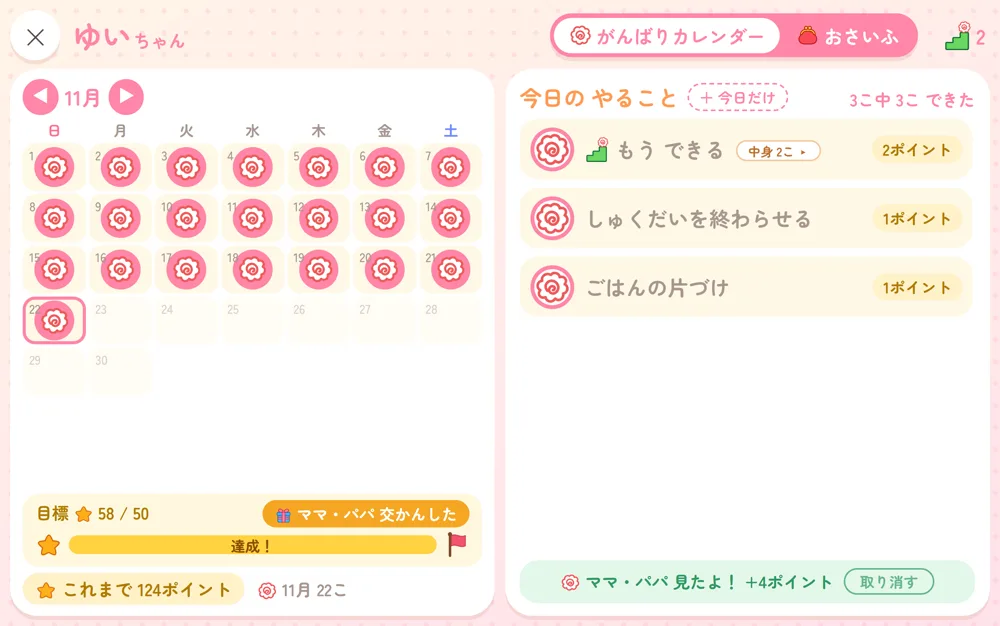 ゆいちゃん
がんばりカレンダー
おさいふ
2
11月
日 月 火 水 木 金 土
1 2 3 4 5 6 7
8 9 10 11 12 13 14
15 16 17 18 19 20 21
22 23 24 25 26 27 28
29 30
目標 58 / 50
ママ・パパ 交かんした
達成！
これまで 124ポイント
11月 22こ
今日の やること
＋今日だけ
3こ中 3こ できた
もう できる
中身 2こ ▸
2ポイント
しゅくだいを終わらせる
1ポイント
ごはんの片づけ
1ポイント
ママ・パパ 見たよ！ +4ポイント
取り消す